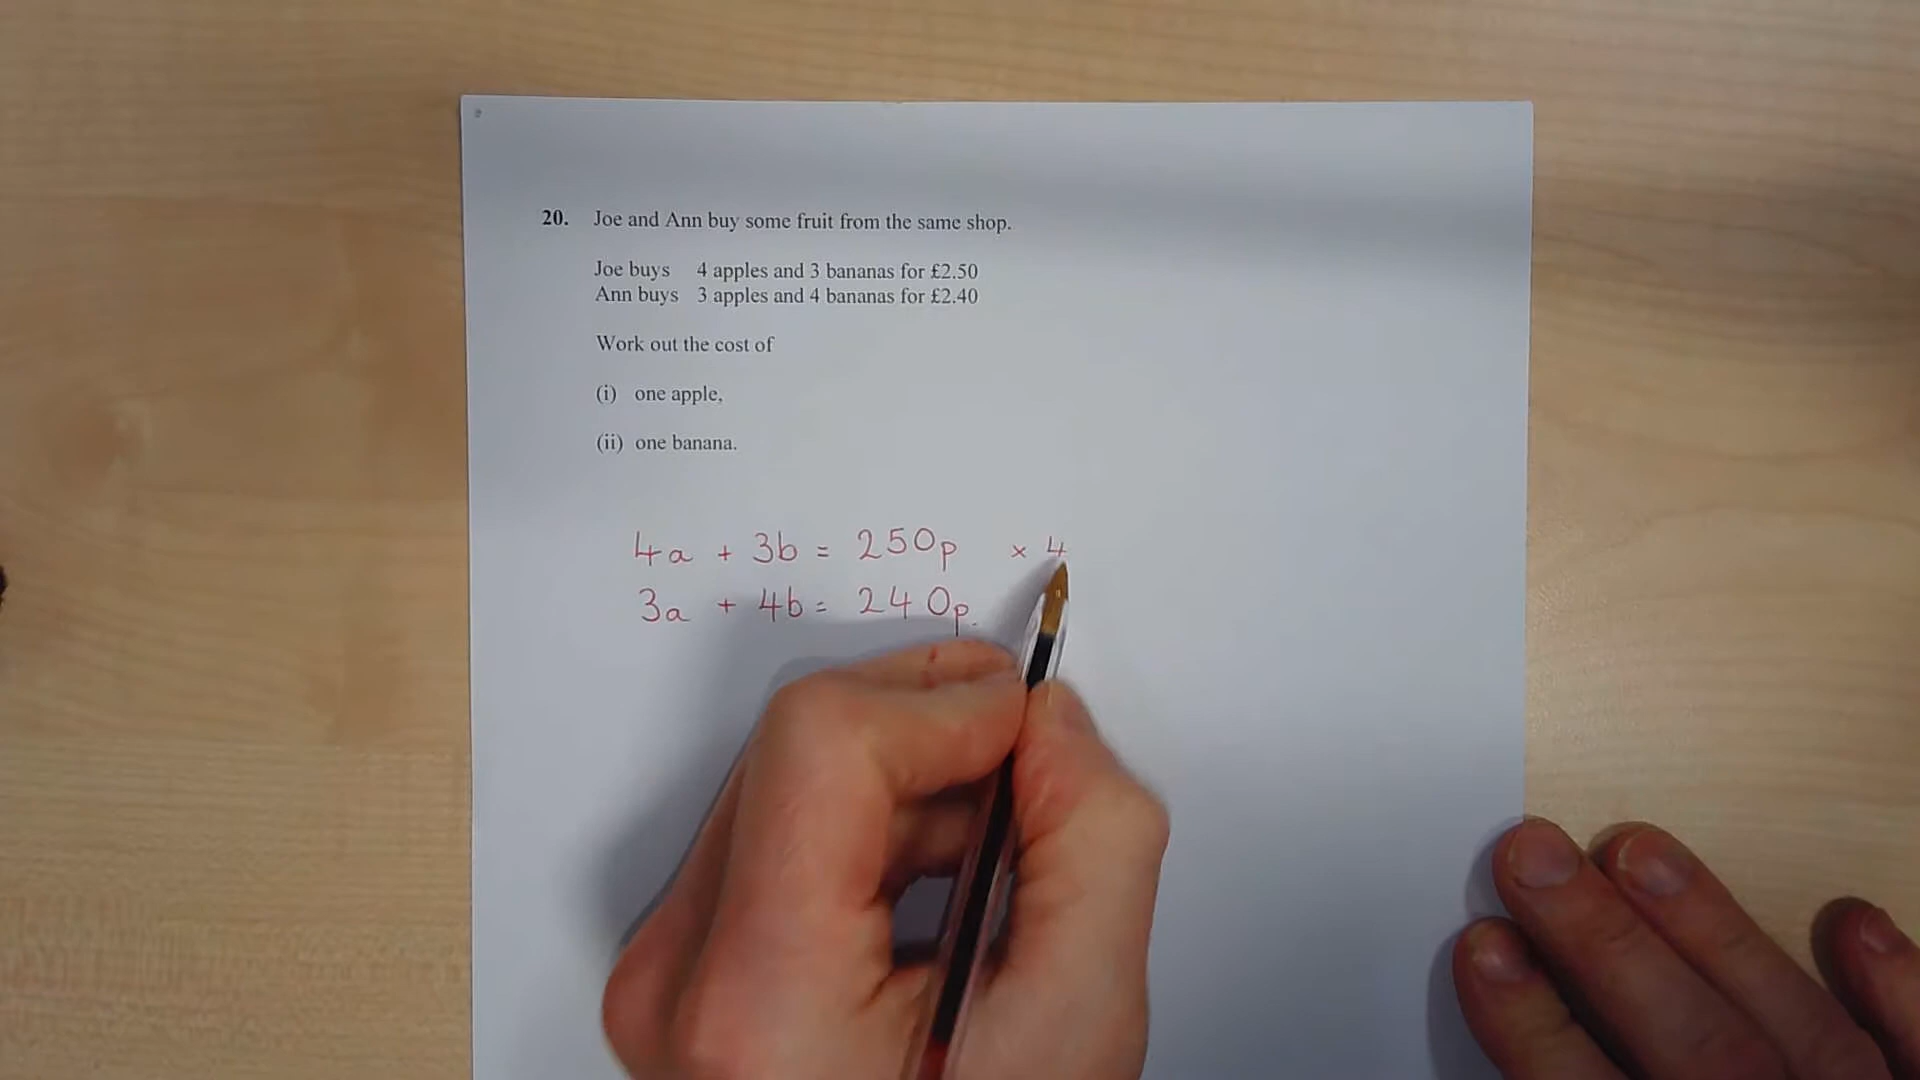 20. Joe and Ann buy some fruit from the same shop.
Joe buys 4 apples and 3 bananas for £2.50
Ann buys 3 apples and 4 bananas for £2.40
Work out the cost of
(i) one apple,
(ii) one banana.
4a + 3b = 250p × 4
3a + 4b = 240p.